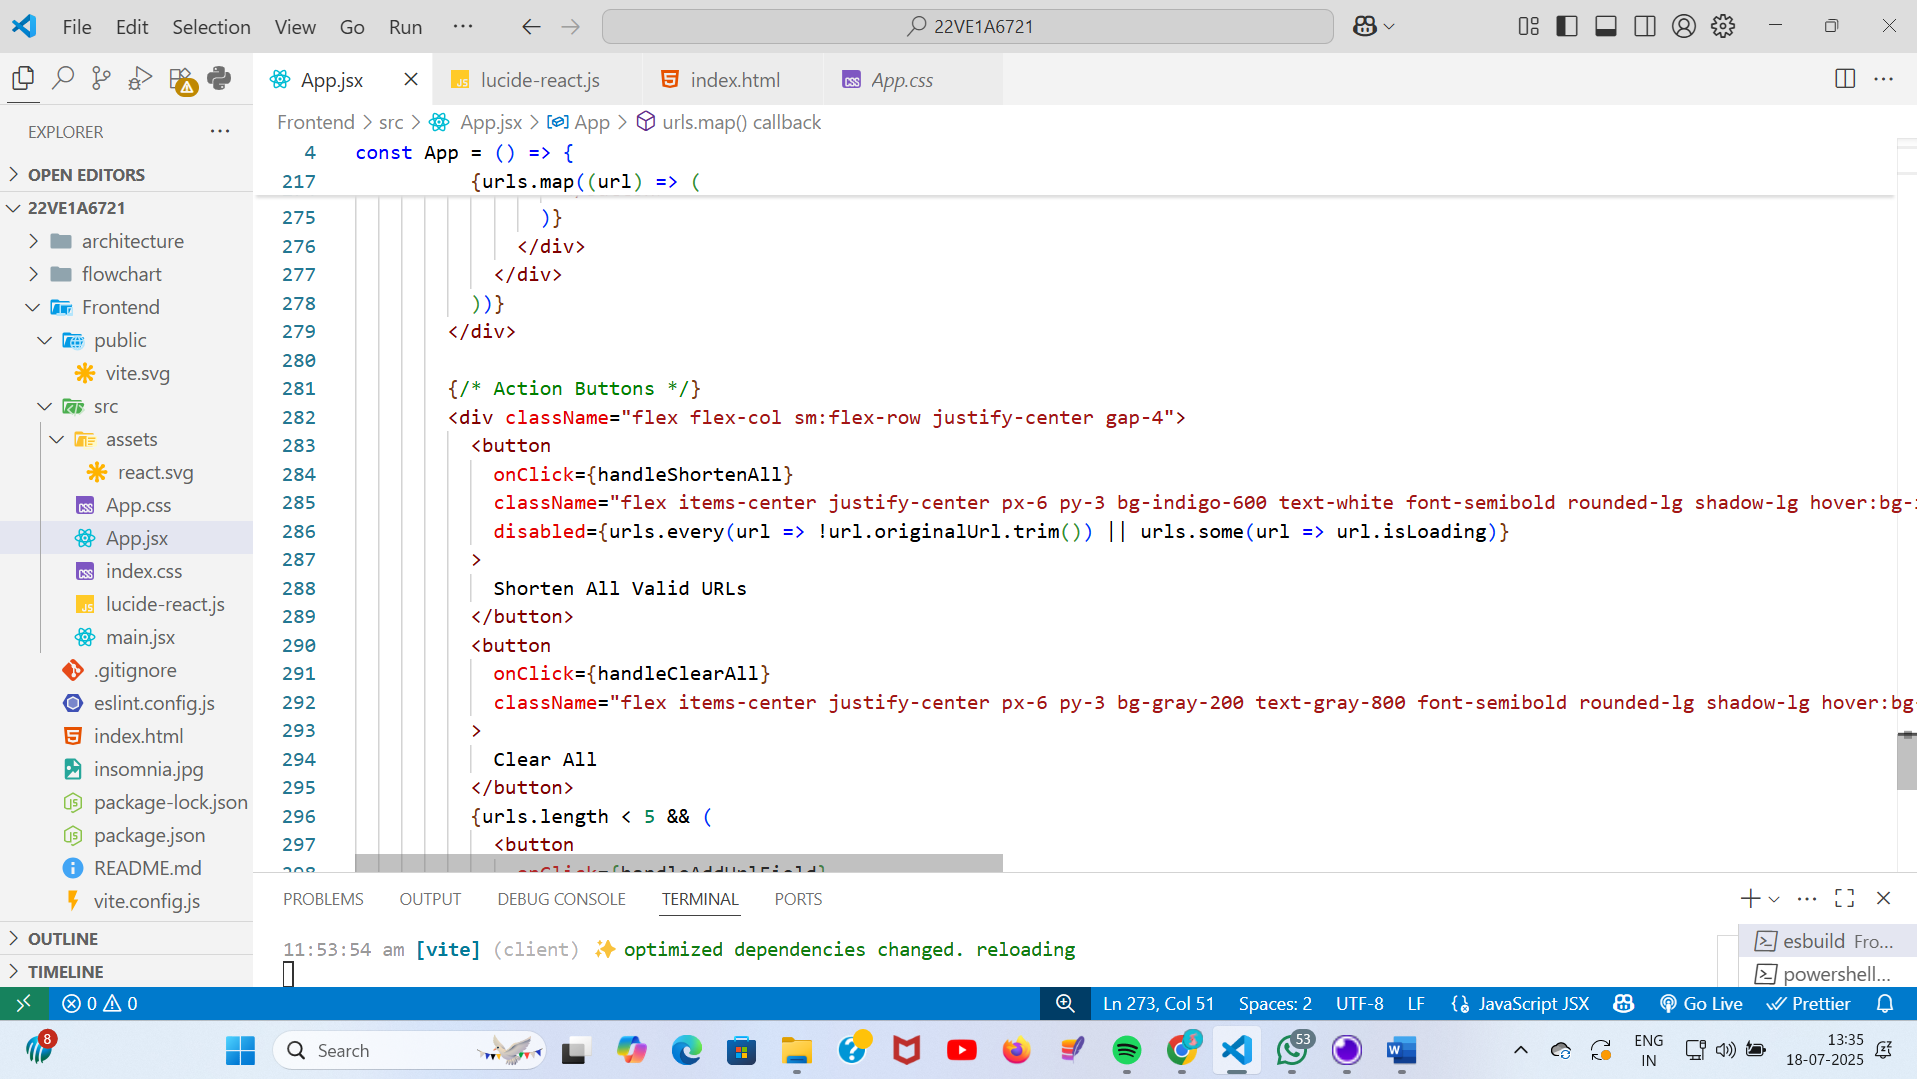 File Edit Selection View Go Run ··· 22VE1A6721
App.jsx lucide-react.js index.html App.css
EXPLORER
OPEN EDITORS
22VE1A6721
architecture
flowchart
Frontend
public
vite.svg
src
assets
react.svg
App.css
App.jsx
index.css
lucide-react.js
main.jsx
.gitignore
eslint.config.js
index.html
insomnia.jpg
package-lock.json
package.json
README.md
vite.config.js
OUTLINE
TIMELINE
Frontend > src > App.jsx > App > urls.map() callback
4 const App = () => {
217 {urls.map((url) => (
275 )}
276 </div>
277 </div>
278 ))}
279 </div>
280
281 {/* Action Buttons */}
282 <div className="flex flex-col sm:flex-row justify-center gap-4">
283 <button
284 onClick={handleShortenAll}
285 className="flex items-center justify-center px-6 py-3 bg-indigo-600 text-white font-semibold rounded-lg shadow-lg hover:bg-i
286 disabled={urls.every(url => !url.originalUrl.trim()) || urls.some(url => url.isLoading)}
287 >
288 Shorten All Valid URLs
289 </button>
290 <button
291 onClick={handleClearAll}
292 className="flex items-center justify-center px-6 py-3 bg-gray-200 text-gray-800 font-semibold rounded-lg shadow-lg hover:bg-
293 >
294 Clear All
295 </button>
296 {urls.length < 5 && (
297 <button
298 onClick={handleAddUrlField}
PROBLEMS OUTPUT DEBUG CONSOLE TERMINAL PORTS
11:53:54 am [vite] (client) ✨ optimized dependencies changed. reloading
esbuild Fro...
powershell...
0 0 Ln 273, Col 51 Spaces: 2 UTF-8 LF {} JavaScript JSX Go Live Prettier
8 Search 53 ENG IN 13:35 18-07-2025